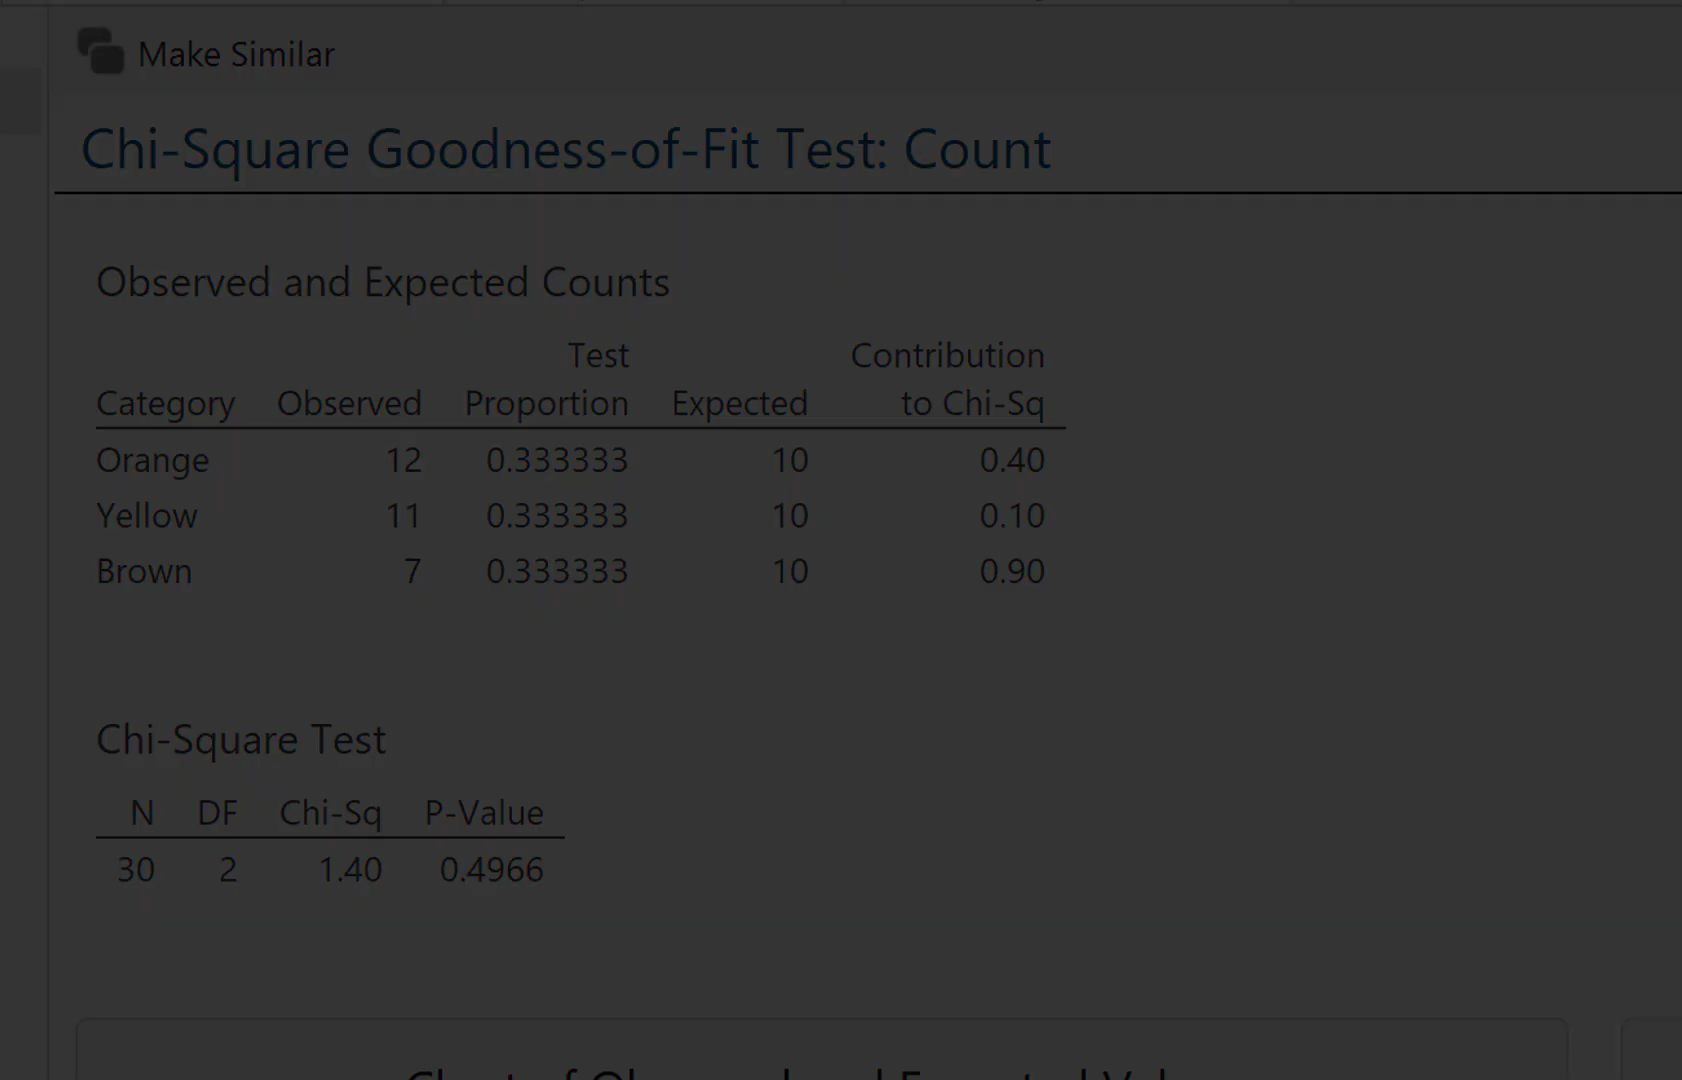 Make Similar
Chi-Square Goodness-of-Fit Test: Count
Observed and Expected Counts
Test Contribution
Category Observed Proportion Expected to Chi-Sq
Orange 12 0.333333 10 0.40
Yellow 11 0.333333 10 0.10
Brown 7 0.333333 10 0.90
Chi-Square Test
N DF Chi-Sq P-Value
30 2 1.40 0.4966